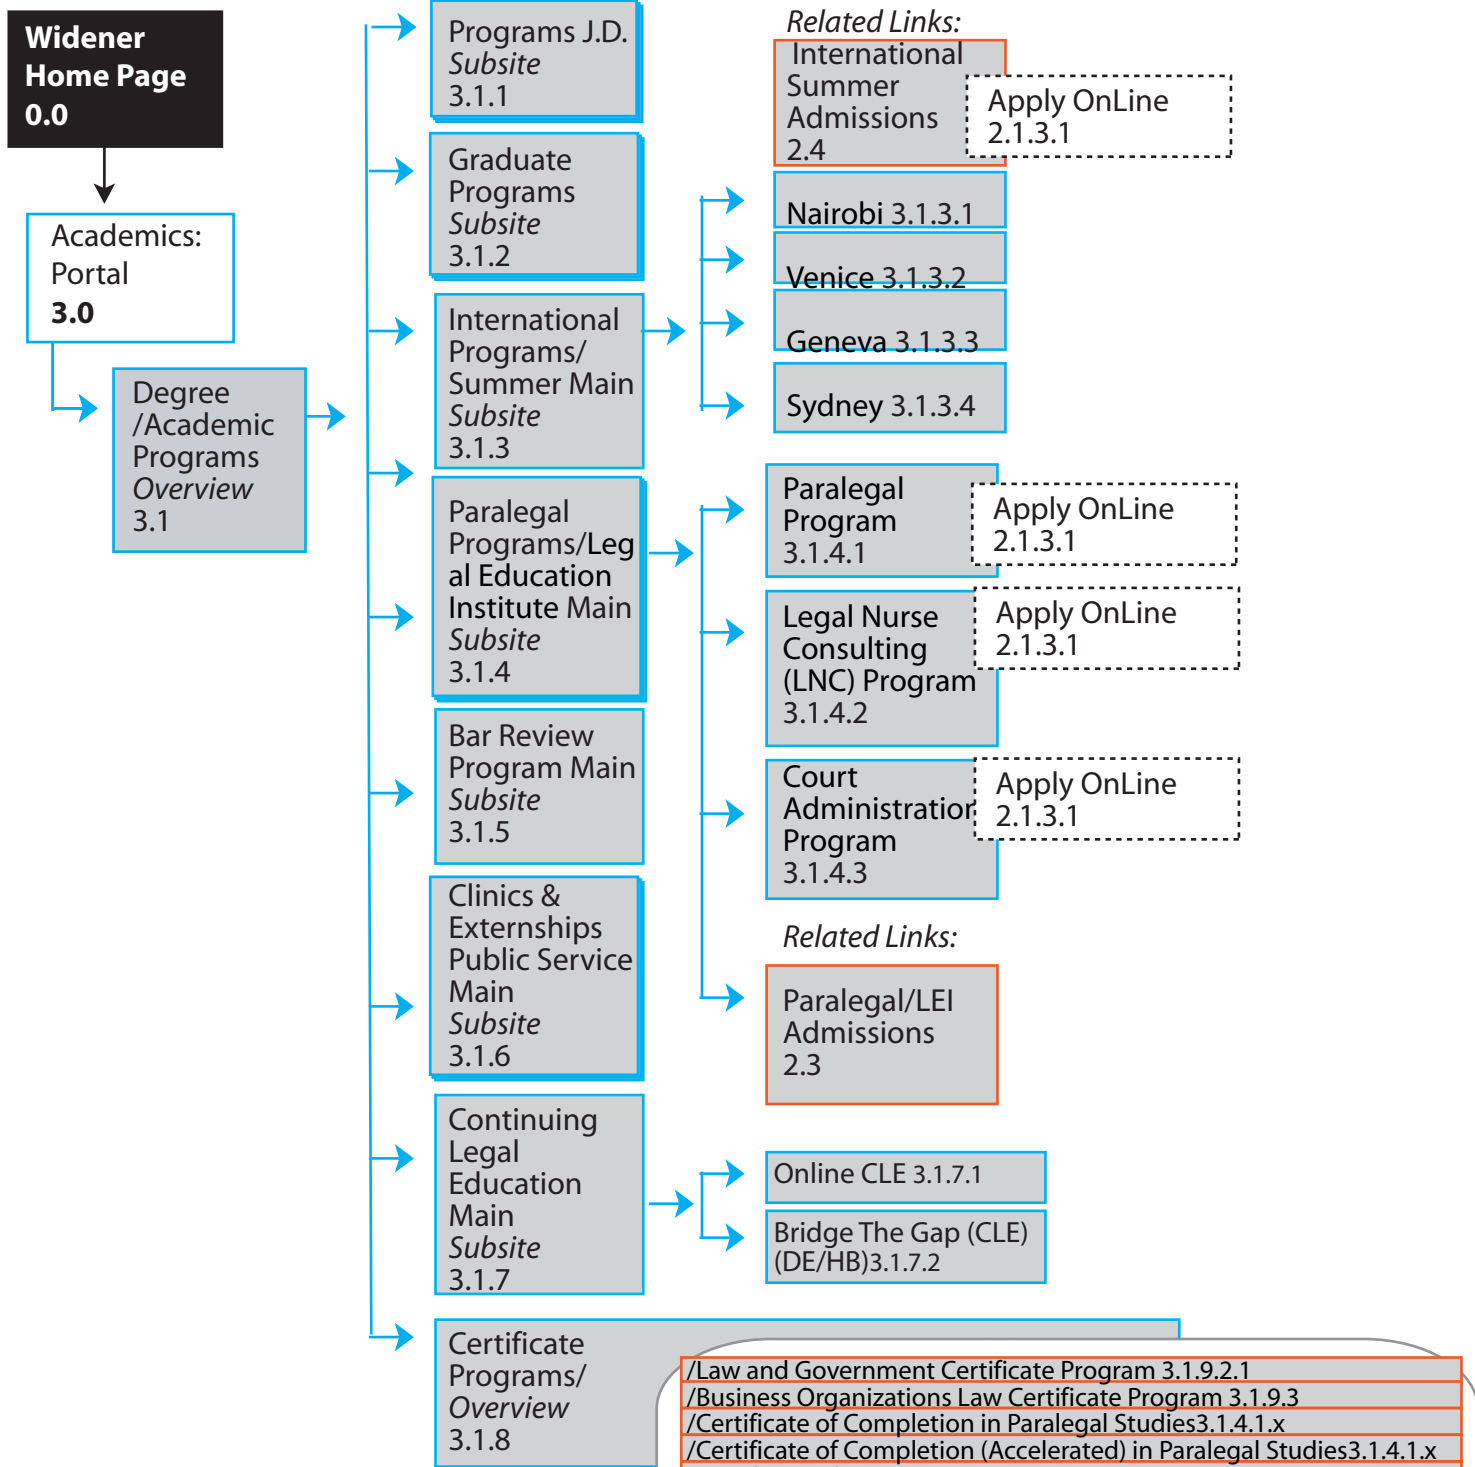 Widener
Home Page
0.0
Academics:
Portal
3.0
Degree
/Academic
Programs
Overview
3.1
Programs J.D.
Subsite
3.1.1
Graduate
Programs
Subsite
3.1.2
International
Programs/
Summer Main
Subsite
3.1.3
Paralegal
Programs/Leg
al Education
Institute Main
Subsite
3.1.4
Bar Review
Program Main
Subsite
3.1.5
Clinics &
Externships
Public Service
Main
Subsite
3.1.6
Continuing
Legal
Education
Main
Subsite
3.1.7
Certificate
Programs/
Overview
3.1.8
Related Links:
International
Summer
Admissions
2.4
Apply OnLine
2.1.3.1
Nairobi 3.1.3.1
Venice 3.1.3.2
Geneva 3.1.3.3
Sydney 3.1.3.4
Paralegal
Program
3.1.4.1
Apply OnLine
2.1.3.1
Legal Nurse
Consulting
(LNC) Program
3.1.4.2
Apply OnLine
2.1.3.1
Court
Administration
Program
3.1.4.3
Apply OnLine
2.1.3.1
Related Links:
Paralegal/LEI
Admissions
2.3
Online CLE 3.1.7.1
Bridge The Gap (CLE)
(DE/HB)3.1.7.2
/Law and Government Certificate Program 3.1.9.2.1
/Business Organizations Law Certificate Program 3.1.9.3
/Certificate of Completion in Paralegal Studies3.1.4.1.x
/Certificate of Completion (Accelerated) in Paralegal Studies3.1.4.1.x